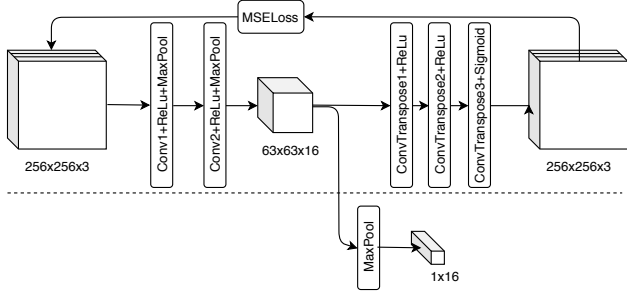 MSELoss
Conv1+ReLu+MaxPool
Conv2+ReLu+MaxPool
ConvTranspose1+ReLu
ConvTranspose2+ReLu
ConvTranspose3+Sigmoid
256x256x3
63x63x16
256x256x3
MaxPool
1x16